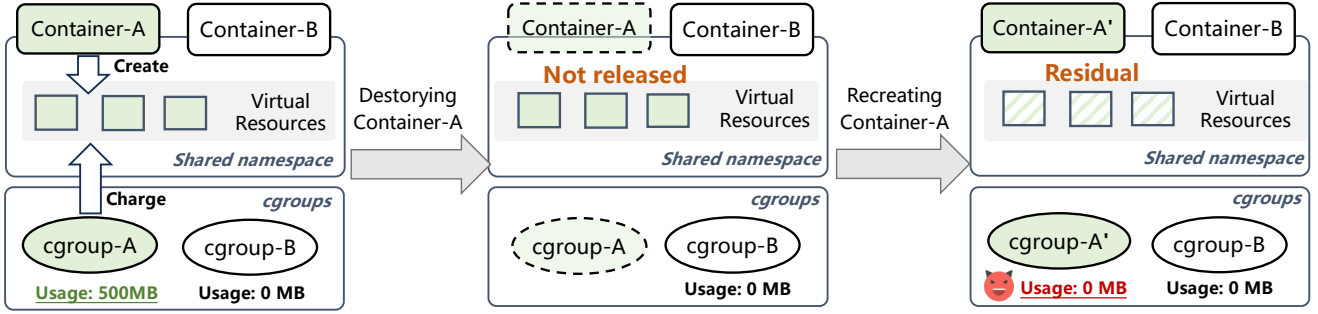 Container-A
Container-B
Create
Virtual
Resources
Shared namespace
Charge
cgroups
cgroup-A
cgroup-B
Usage: 500MB
Usage: 0 MB
Destorying
Container-A
Container-A
Container-B
Not released
Virtual
Resources
Shared namespace
cgroups
cgroup-A
cgroup-B
Usage: 0 MB
Recreating
Container-A
Container-A'
Container-B
Residual
Virtual
Resources
Shared namespace
cgroups
cgroup-A'
cgroup-B
Usage: 0 MB
Usage: 0 MB